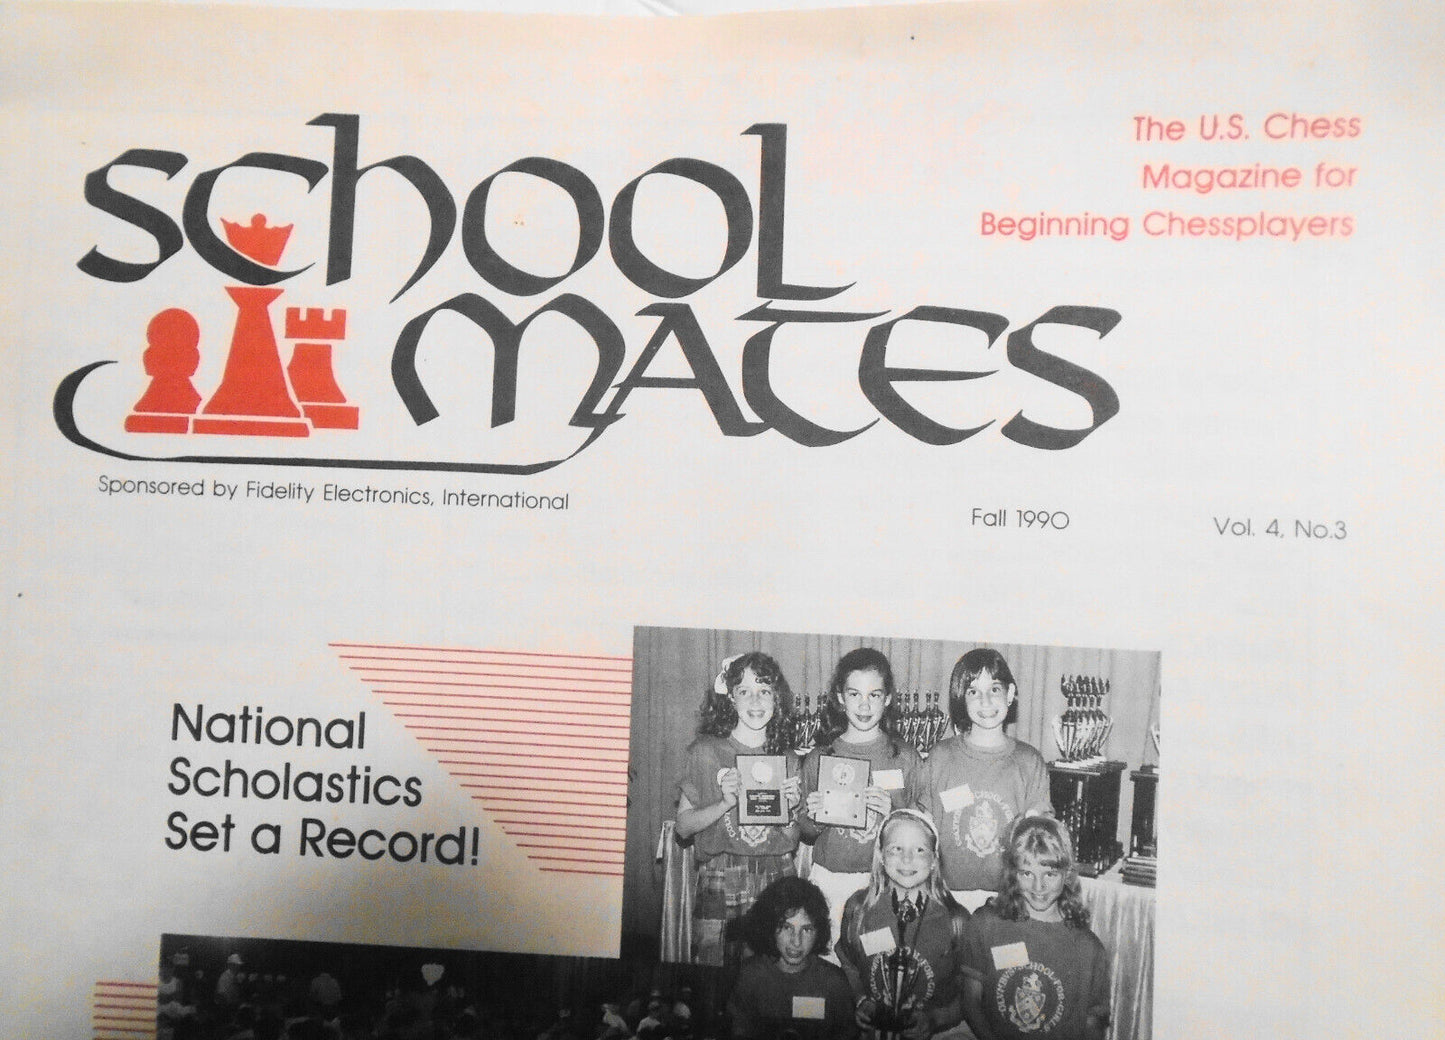 School
Mates
The U.S. Chess
Magazine for
Beginning Chessplayers
Sponsored by Fidelity Electronics, International
Fall 1990
Vol. 4, No.3
National
Scholastics
Set a Record!